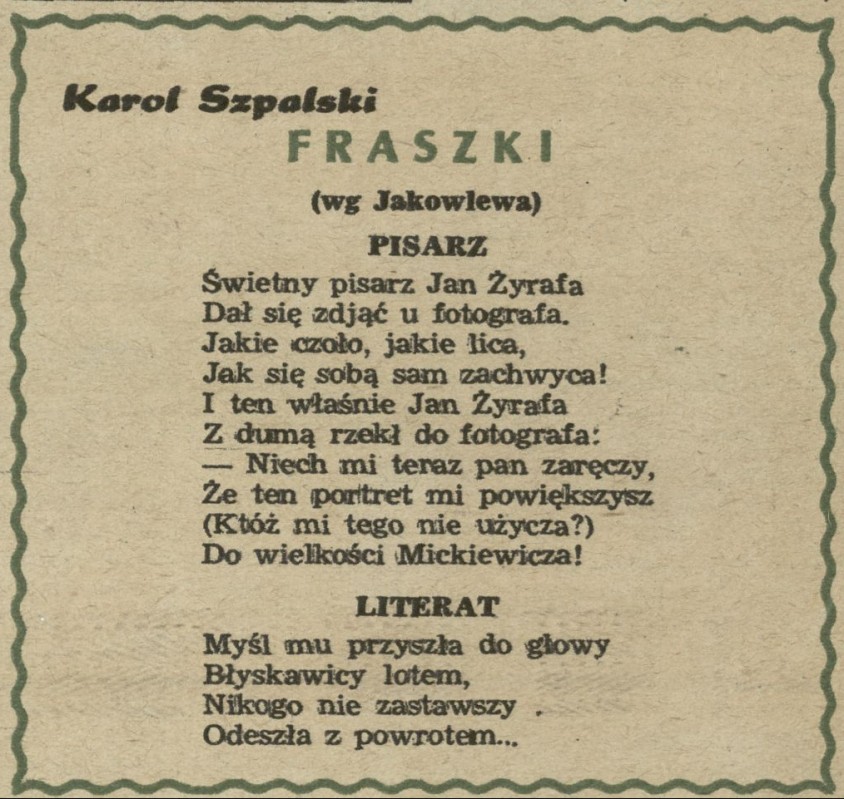 Karol Szpalski
FRASZKI
(wg Jakowlewa)
PISARZ
Świetny pisarz Jan Żyrafa
Dał się zdjąć u fotografa.
Jakie czoło, jakie lica,
Jak się sobą sam zachwyca!
I ten właśnie Jan Żyrafa
Z dumą rzekł do fotografa:
— Niech mi teraz pan zaręczy,
Że ten portret mi powiększysz
(Któż mi tego nie użycza?)
Do wielkości Mickiewicza!
LITERAT
Myśl mu przyszła do głowy
Błyskawicy lotem,
Nikogo nie zastawszy .
Odeszła z powrotem...